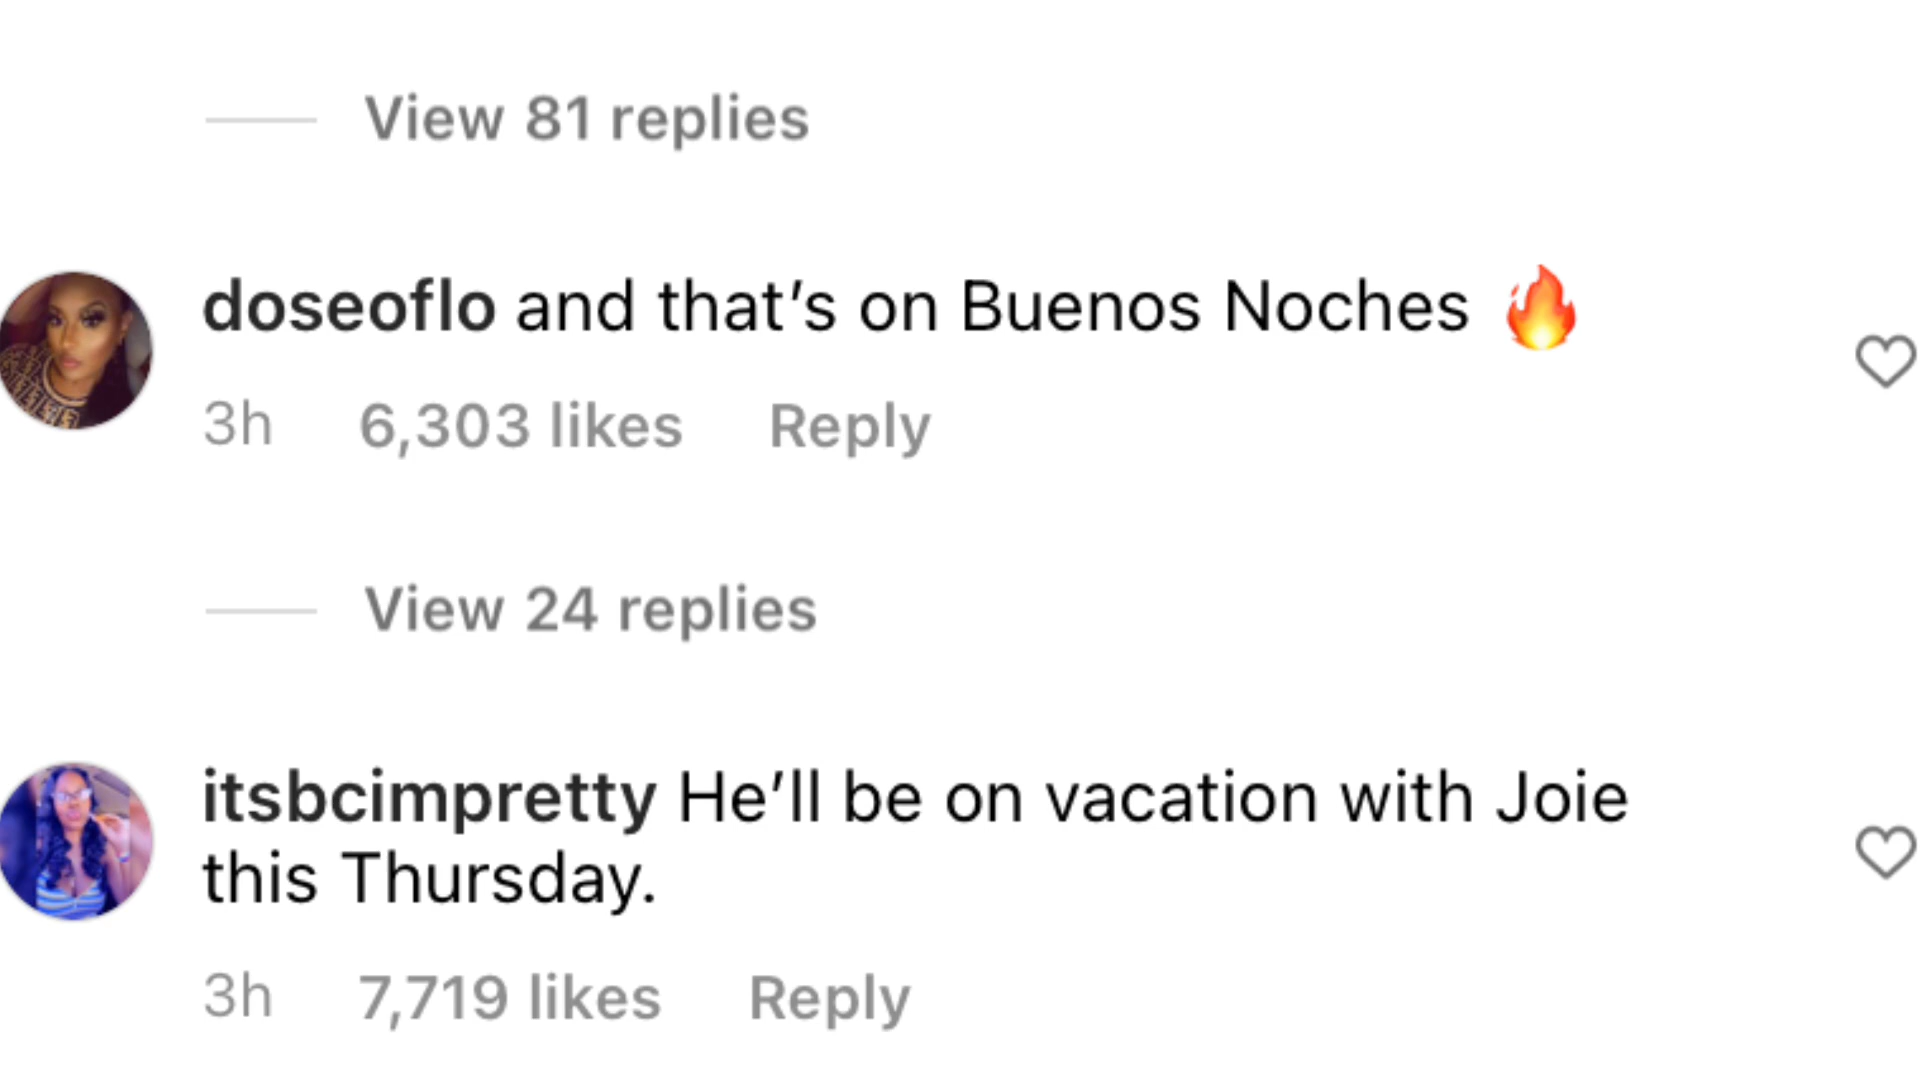 View 81 replies
doseoflo and that’s on Buenos Noches 🔥
3h 6,303 likes Reply
View 24 replies
itsbcimpretty He’ll be on vacation with Joie
this Thursday.
3h 7,719 likes Reply